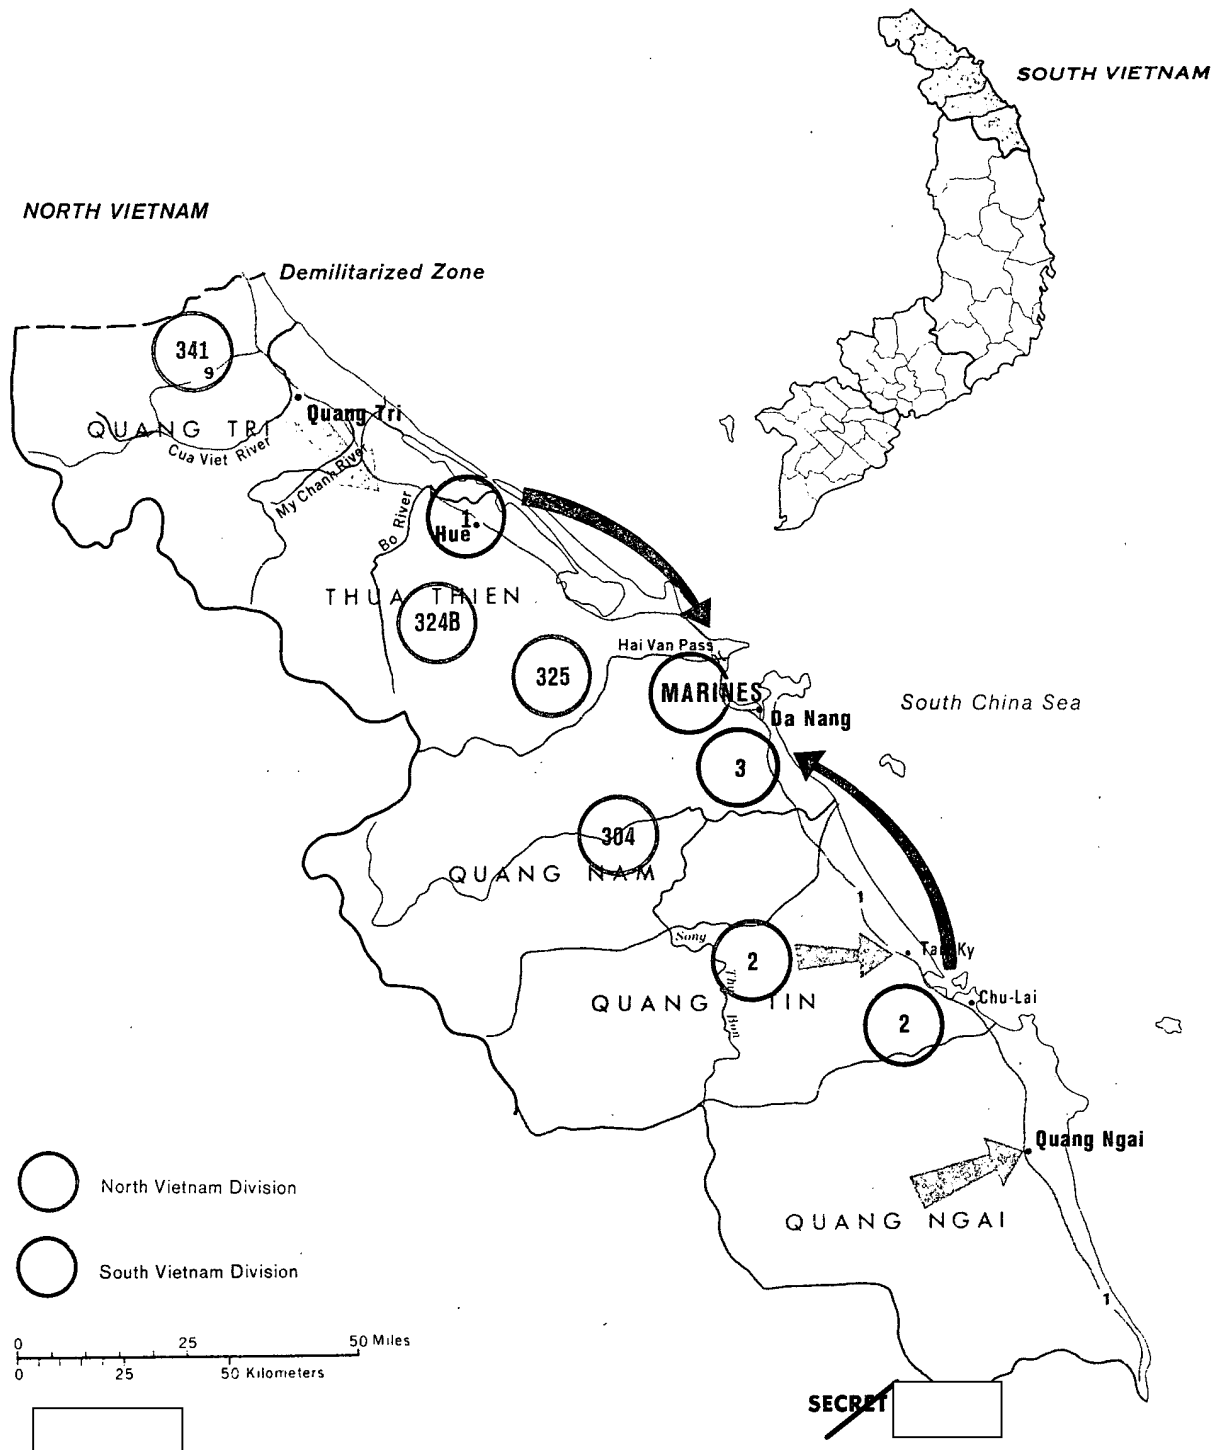 SOUTH VIETNAM
NORTH VIETNAM
Demilitarized Zone
341
9
Quang Tri
QUANG TRI
Cua Viet River
My Chanh River
Bo River
1
Hue
THUA THIEN
324B
Hai Van Pass
325
MARINES
South China Sea
Da Nang
3
304
QUANG NAM
1
Song
Tam Ky
2
Thu
QUANG TIN
Chu-Lai
2
Bon
Quang Ngai
North Vietnam Division
QUANG NGAI
South Vietnam Division
1
0 25 50 Miles
0 25 50 Kilometers
SECRET